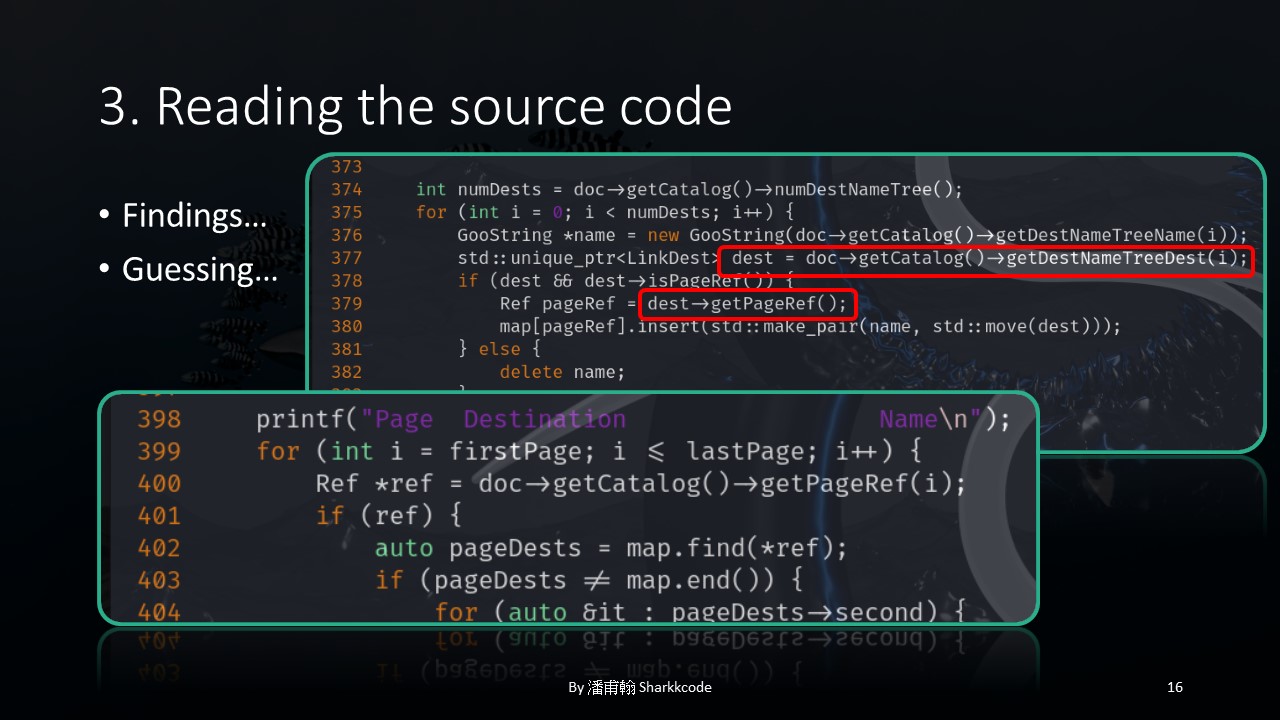 3. Reading the source code
• Findings…
• Guessing…
373
374 int numDests = doc->getCatalog()->numDestNameTree();
375 for (int i = 0; i < numDests; i++) {
376 GooString *name = new GooString(doc->getCatalog()->getDestNameTreeName(i));
377 std::unique_ptr<LinkDest> dest = doc->getCatalog()->getDestNameTreeDest(i);
378 if (dest && dest->isPageRef()) {
379 Ref pageRef = dest->getPageRef();
380 map[pageRef].insert(std::make_pair(name, std::move(dest)));
381 } else {
382 delete name;
398 printf("Page  Destination                 Name\n");
399 for (int i = firstPage; i <= lastPage; i++) {
400 Ref *ref = doc->getCatalog()->getPageRef(i);
401 if (ref) {
402 auto pageDests = map.find(*ref);
403 if (pageDests != map.end()) {
404 for (auto &it : pageDests->second) {
By 潘甫翰 Sharkkcode
16